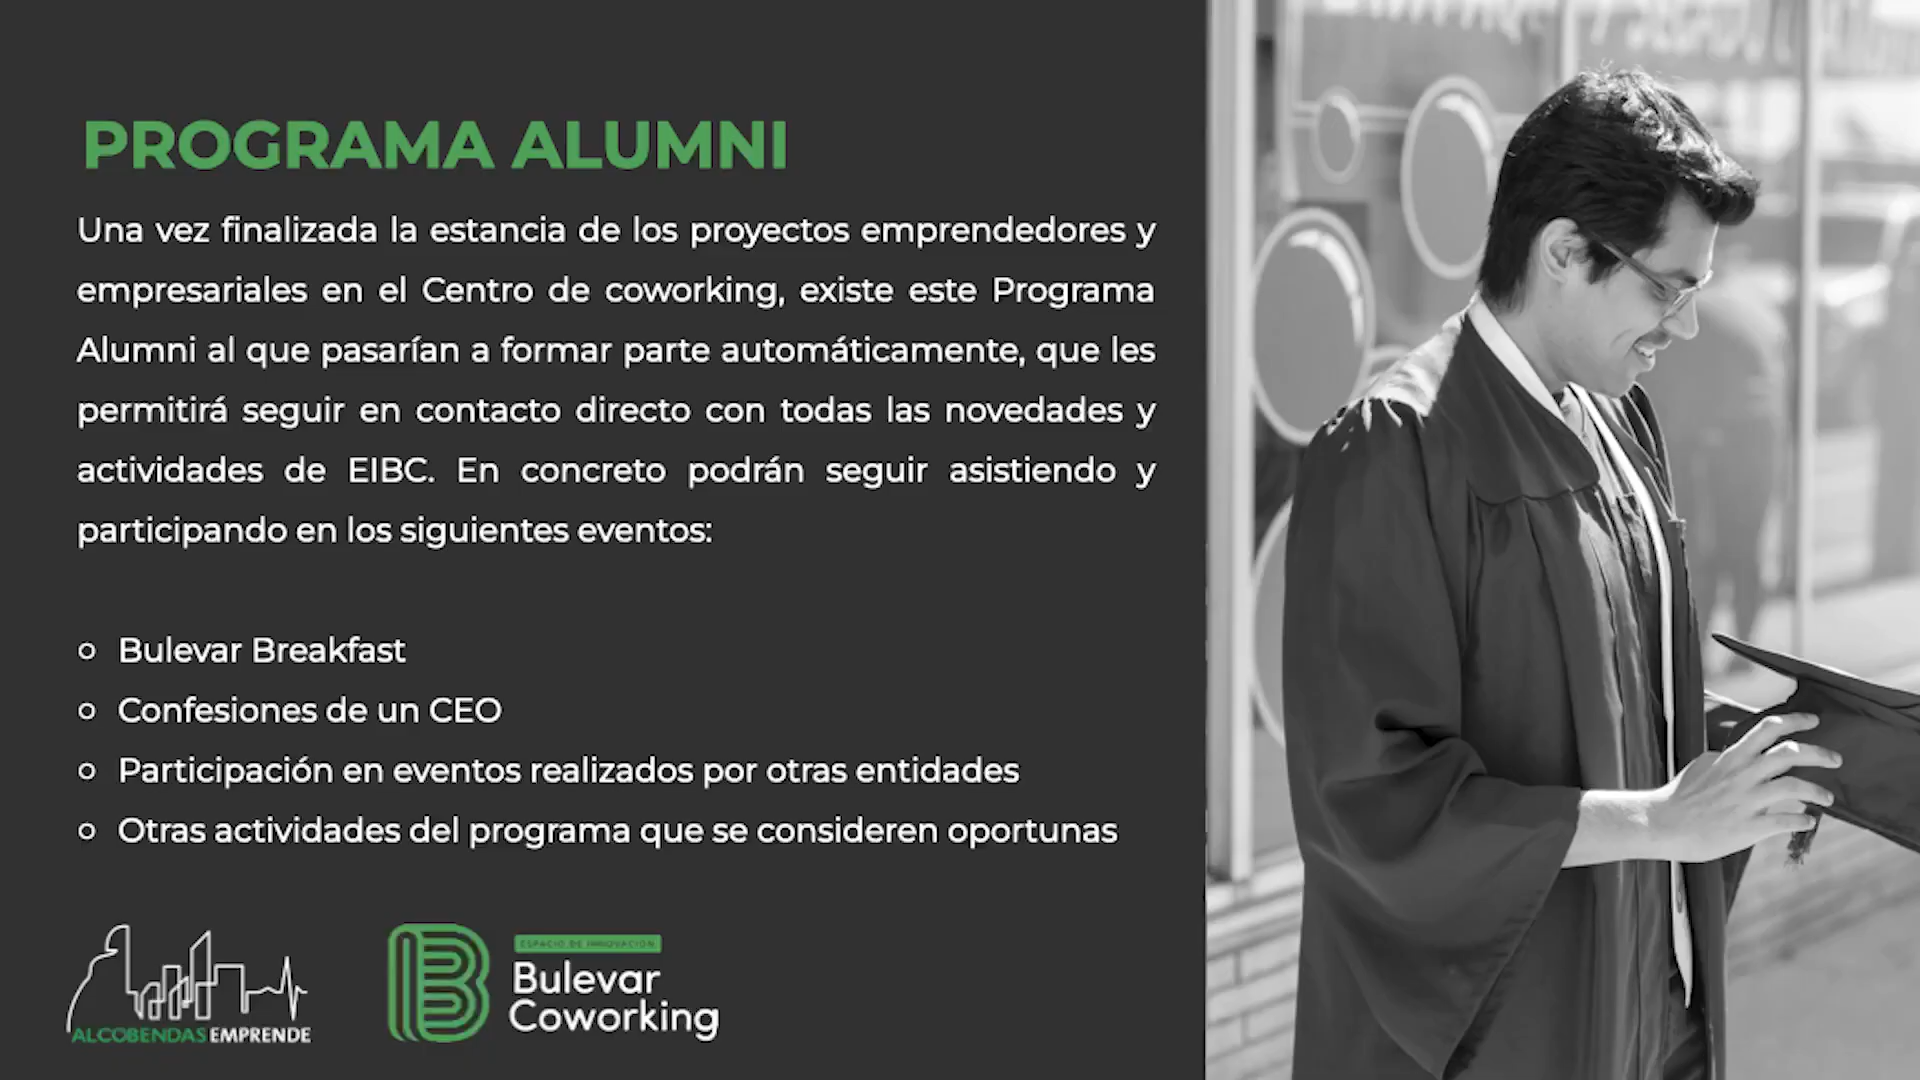 PROGRAMA ALUMNI
Una vez finalizada la estancia de los proyectos emprendedores y
empresariales en el Centro de coworking, existe este Programa
Alumni al que pasarían a formar parte automáticamente, que les
permitirá seguir en contacto directo con todas las novedades y
actividades de EIBC. En concreto podrán seguir asistiendo y
participando en los siguientes eventos:
Bulevar Breakfast
Confesiones de un CEO
Participación en eventos realizados por otras entidades
Otras actividades del programa que se consideren oportunas
ALCOBENDAS EMPRENDE
ESPACIO DE INNOVACIÓN
Bulevar
Coworking